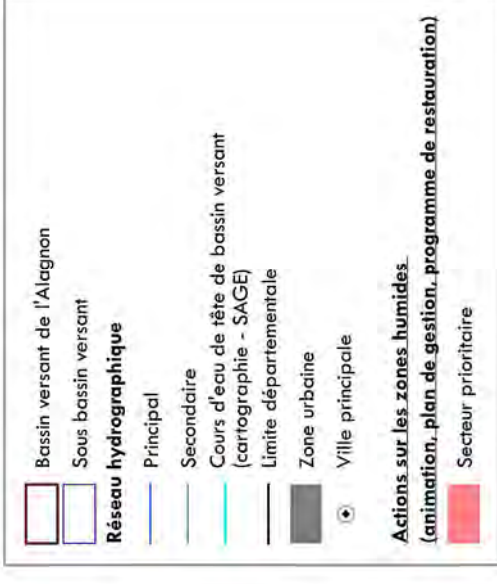 Bassin versant de l'Alagnon
Sous bassin versant
Réseau hydrographique
Principal
Secondaire
Cours d'eau de tête de bassin versant
(cartographie - SAGE)
Limite départementale
Zone urbaine
Ville principale
Actions sur les zones humides
(animation, plan de gestion, programme de restauration)
Secteur prioritaire